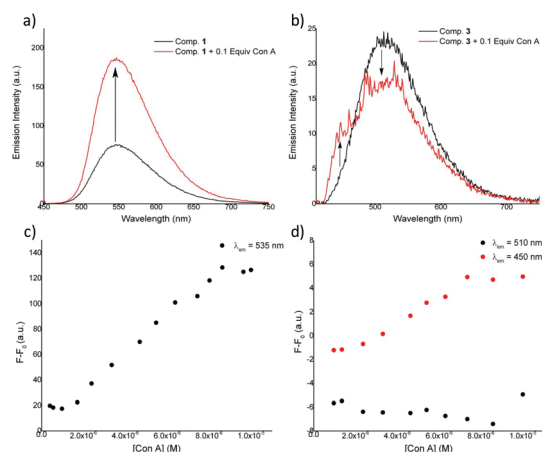 a)
Comp. 1
Comp. 1 + 0.1 Equiv Con A
Emission Intensity (a.u.)
200
150
100
50
0
450 500 550 600 650 700 750
Wavelength (nm)
b)
Comp. 3
Comp. 3 + 0.1 Equiv Con A
Emission Intensity (a.u.)
25
20
15
10
5
0
500 600 700
Wavelength (nm)
c)
λem = 535 nm
F-F0 (a.u.)
140
120
100
80
60
40
20
0
0.0 2.0x10-6 4.0x10-6 6.0x10-6 8.0x10-6 1.0x10-5
[Con A] (M)
d)
λem = 510 nm
λem = 450 nm
F-F0 (a.u.)
8
6
4
2
0
-2
-4
-6
-8
0.0 2.0x10-6 4.0x10-6 6.0x10-6 8.0x10-6 1.0x10-5
[Con A] (M)